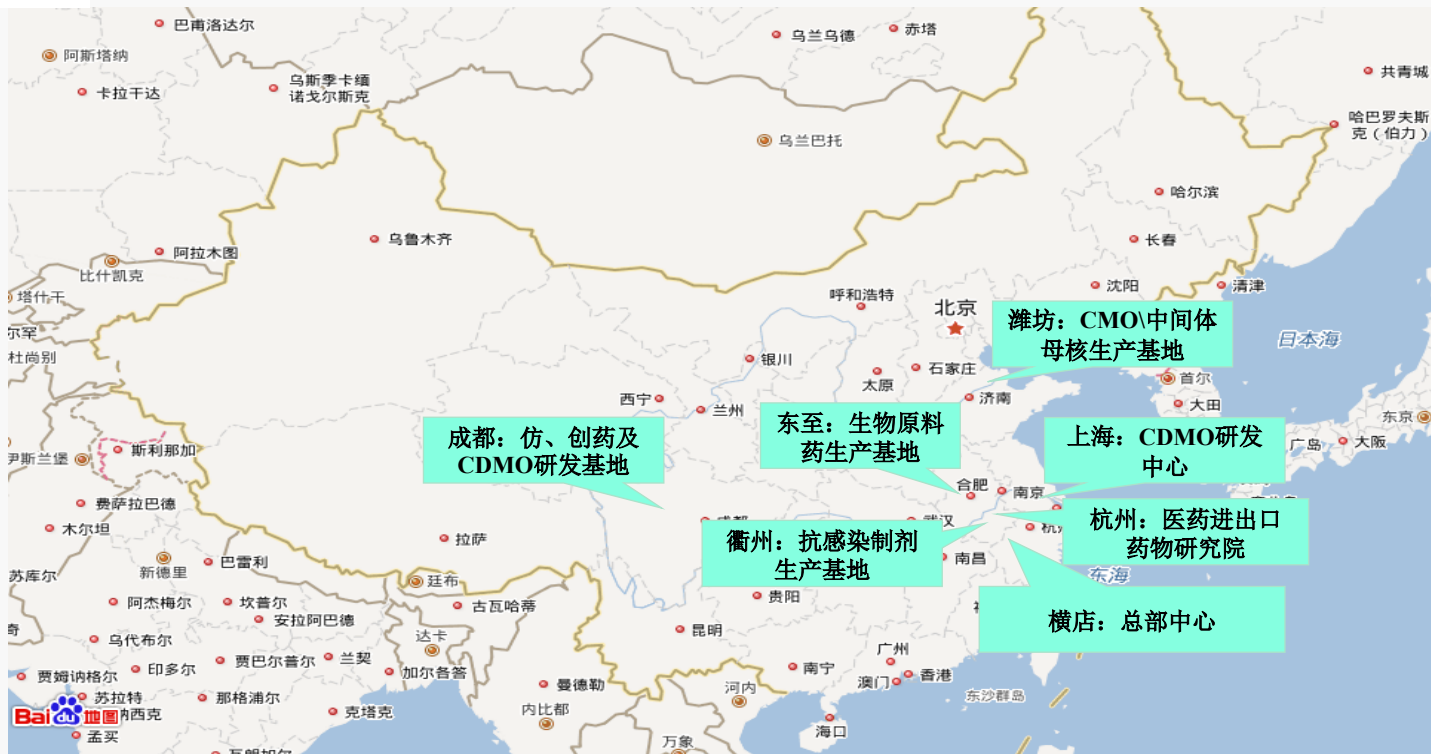 巴甫洛达尔
乌兰乌德
赤塔
阿斯塔纳
共青城
卡拉干达
乌斯季卡缅
诺戈尔斯克
哈巴罗夫斯
克（伯力）
乌兰巴托
哈尔滨
乌鲁木齐
长春
阿拉木图
比什凯克
沈阳
清津
塔什干
呼和浩特
北京
潍坊：CMO\中间体
母核生产基地
尔罕
日本海
杜尚别
银川
石家庄
太原
首尔
西宁
兰州
济南
大田
东京
成都：仿、创药及
CDMO研发基地
东至：生物原料
药生产基地
上海：CDMO研发
中心
广岛
大阪
斯利那加
伊斯兰堡
合肥
南京
费萨拉巴德
木尔坦
武汉
杭州：医药进出口
药物研究院
衢州：抗感染制剂
生产基地
拉萨
巴雷利
新德里
南昌
苏库尔
廷布
东海
阿杰梅尔
坎普尔
古瓦哈蒂
贵阳
安拉阿巴德
横店：总部中心
奇
乌代布尔
达卡
昆明
贾巴尔普尔
兰契
印多尔
加尔各答
广州
南宁
香港
澳门
贾姆讷格尔
苏拉特
那格浦尔
曼德勒
河内
东沙群岛
Bai du 地图
纳西克
克塔克
内比都
海口
孟买
万象